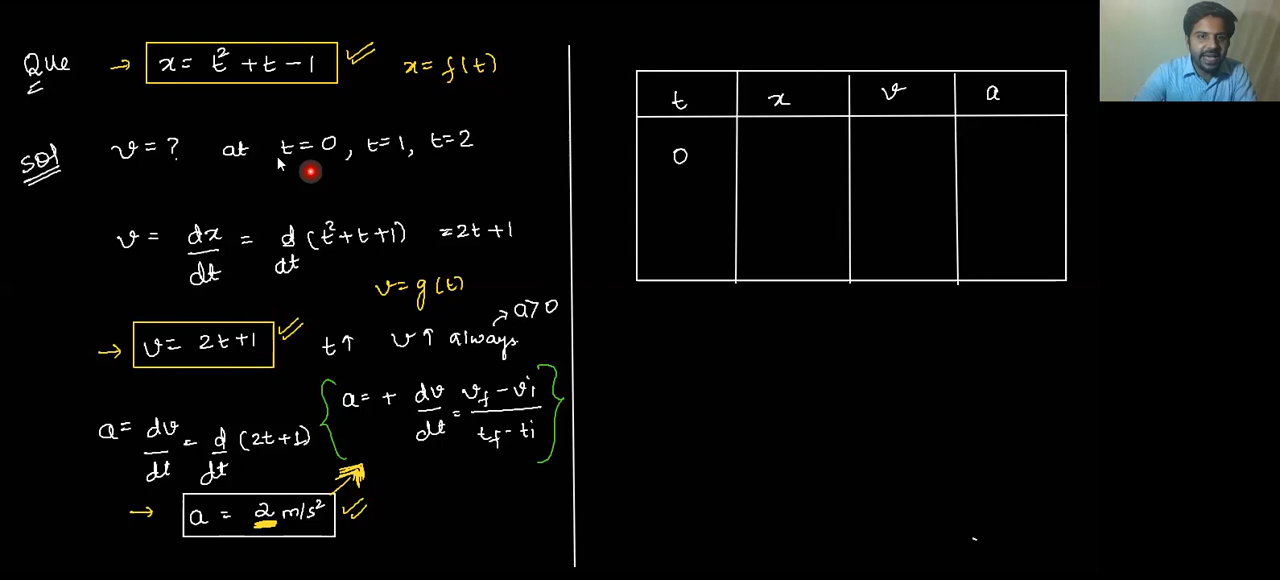 Que → x = t² + t - 1 x = f(t)
Sol v = ? at t = 0, t = 1, t = 2
v = dx/dt = d/dt (t² + t + 1) = 2t + 1
v = g(t)
→ a > 0
→ v = 2t + 1 t↑ v↑ always
{ a = + dv/dt = vf - vi / tf - ti }
a = dv/dt = d/dt (2t + 1)
→ a = 2 m/s²
t x v a
0